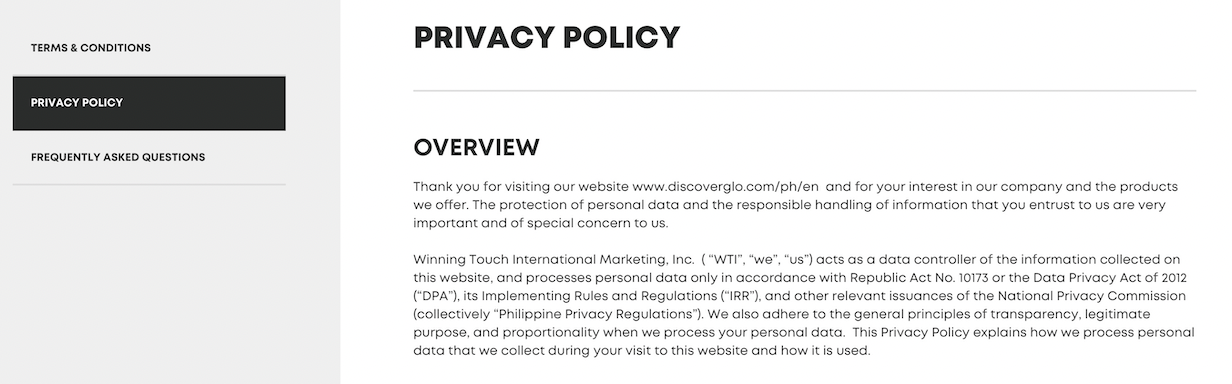 TERMS & CONDITIONS
PRIVACY POLICY
FREQUENTLY ASKED QUESTIONS
PRIVACY POLICY
OVERVIEW
Thank you for visiting our website www.discoverglo.com/ph/en  and for your interest in our company and the products
we offer. The protection of personal data and the responsible handling of information that you entrust to us are very
important and of special concern to us.
Winning Touch International Marketing, Inc.  ( “WTI”, “we”, “us”) acts as a data controller of the information collected on
this website, and processes personal data only in accordance with Republic Act No. 10173 or the Data Privacy Act of 2012
(“DPA”), its Implementing Rules and Regulations (“IRR”), and other relevant issuances of the National Privacy Commission
(collectively “Philippine Privacy Regulations”). We also adhere to the general principles of transparency, legitimate
purpose, and proportionality when we process your personal data.  This Privacy Policy explains how we process personal
data that we collect during your visit to this website and how it is used.